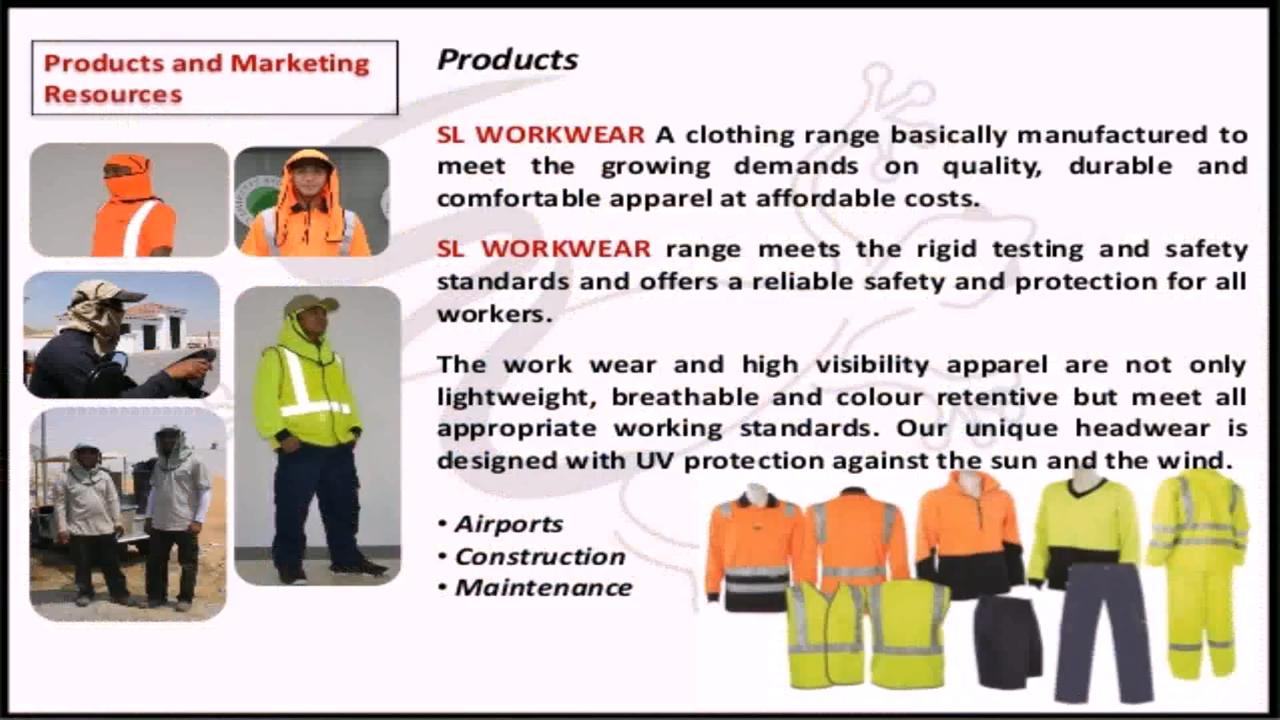 Products and Marketing
Resources
Products
SL WORKWEAR A clothing range basically manufactured to
meet the growing demands on quality, durable and
comfortable apparel at affordable costs.
SL WORKWEAR range meets the rigid testing and safety
standards and offers a reliable safety and protection for all
workers.
The work wear and high visibility apparel are not only
lightweight, breathable and colour retentive but meet all
appropriate working standards. Our unique headwear is
designed with UV protection against the sun and the wind.
• Airports
• Construction
• Maintenance